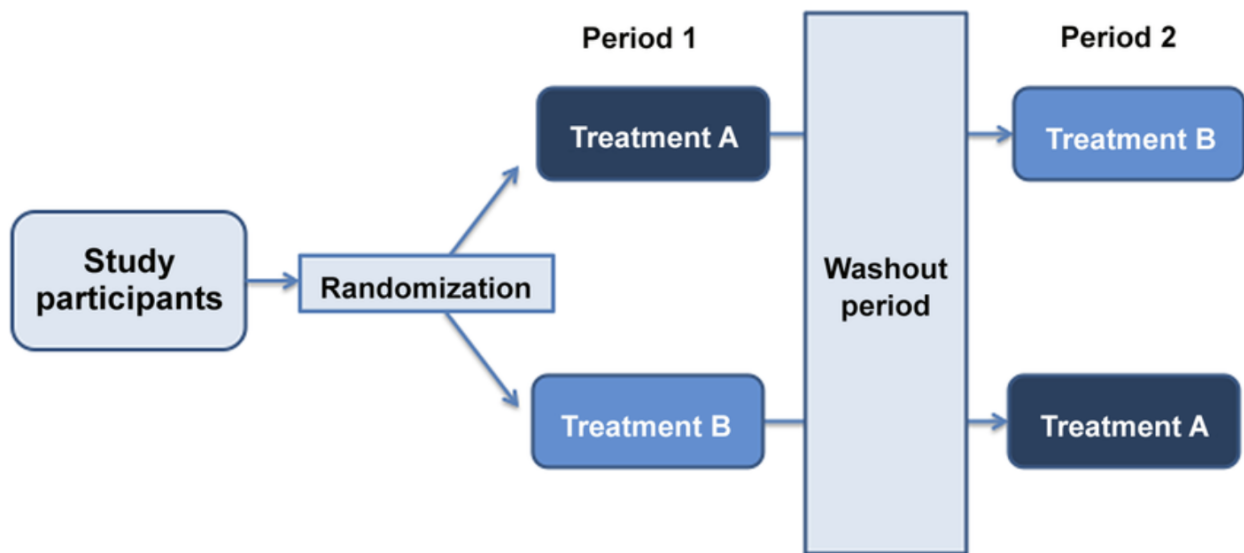 Period 1
Period 2
Treatment A
Treatment B
Study
participants
Randomization
Washout
period
Treatment B
Treatment A